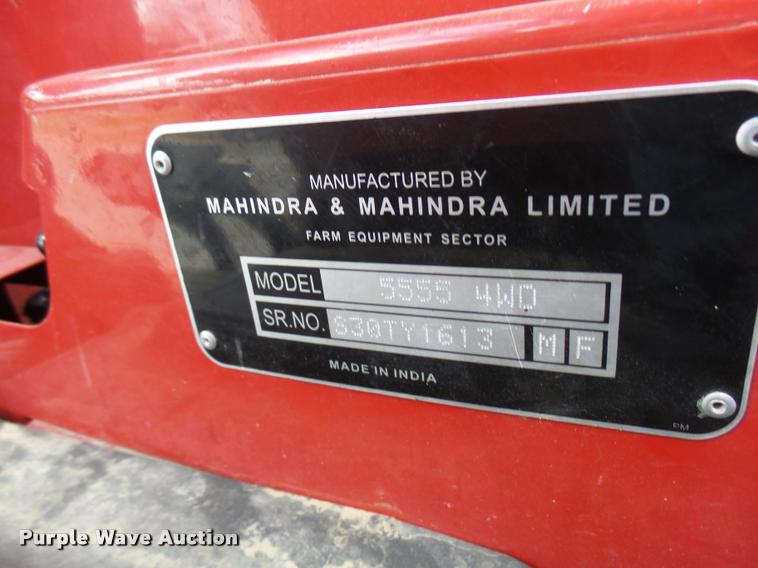 MANUFACTURED BY
MAHINDRA & MAHINDRA LIMITED
FARM EQUIPMENT SECTOR
MODEL 5555 4WD
SR.NO. S30TY1613 M F
MADE IN INDIA
PM
Purple Wave Auction